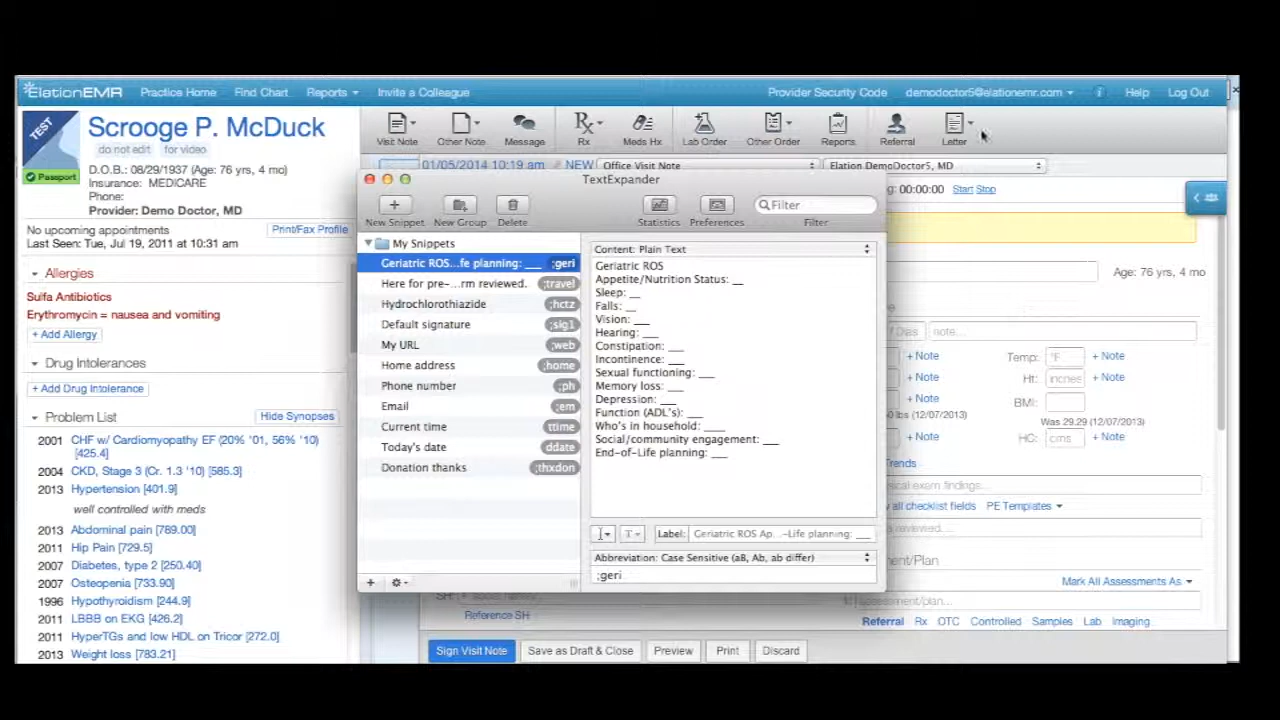 ElationEMR Practice Home Find Chart Reports Invite a Colleague Provider Security Code demodoctor5@elationemr.com i Help Log Out
TEST
Passport
Scrooge P. McDuck
do not edit for video
D.O.B.: 08/29/1937 (Age: 76 yrs, 4 mo)
Insurance: MEDICARE
Phone:
Provider: Demo Doctor, MD
No upcoming appointments Print/Fax Profile
Last Seen: Tue, Jul 19, 2011 at 10:31 am
Allergies
Sulfa Antibiotics
Erythromycin = nausea and vomiting
+ Add Allergy
Drug Intolerances
+ Add Drug Intolerance
Problem List Hide Synopses
2001 CHF w/ Cardiomyopathy EF (20% '01, 56% '10)
[425.4]
2004 CKD, Stage 3 (Cr. 1.3 '10) [585.3]
2013 Hypertension [401.9]
well controlled with meds
2013 Abdominal pain [789.00]
2011 Hip Pain [729.5]
2007 Diabetes, type 2 [250.40]
2007 Osteopenia [733.90]
1996 Hypothyroidism [244.9]
2011 LBBB on EKG [426.2]
2011 HyperTGs and low HDL on Tricor [272.0]
2013 Weight loss [783.21]
Visit Note Other Note Message Rx Meds Hx Lab Order Other Order Reports Referral Letter
01/05/2014 10:19 am NEW Office Visit Note Elation DemoDoctor5, MD
TextExpander
New Snippet New Group Delete Statistics Preferences Filter
Filter
My Snippets
Geriatric ROS...fe planning: ___ ;geri
Here for pre-...rm reviewed. ;travel
Hydrochlorothiazide ;hctz
Default signature ;sig1
My URL ;web
Home address ;home
Phone number ;ph
Email ;em
Current time ttime
Today's date ddate
Donation thanks ;thxdon
Content: Plain Text
Geriatric ROS
Appetite/Nutrition Status: __
Sleep: __
Falls: __
Vision: ___
Hearing: ___
Constipation: ___
Incontinence: ___
Sexual functioning: ___
Memory loss: ___
Depression: ___
Function (ADL's): ___
Who's in household: ___
Social/community engagement: ___
End-of-Life planning: ___
Label: Geriatric ROS Ap...-Life planning: ___
Abbreviation: Case Sensitive (aB, Ab, ab differ)
;geri
00:00:00 Start Stop
Age: 76 yrs, 4 mo
note...
+ Note Temp: °F + Note
+ Note Ht: inches + Note
+ Note BMI:
lbs (12/07/2013) Was 29.29 (12/07/2013)
+ Note HC: cms + Note
Trends
exam findings...
checklist fields PE Templates
reviewed...
/Plan
Mark All Assessments As
SH:
assessment/plan...
Reference SH
Referral Rx OTC Controlled Samples Lab Imaging
Sign Visit Note Save as Draft & Close Preview Print Discard